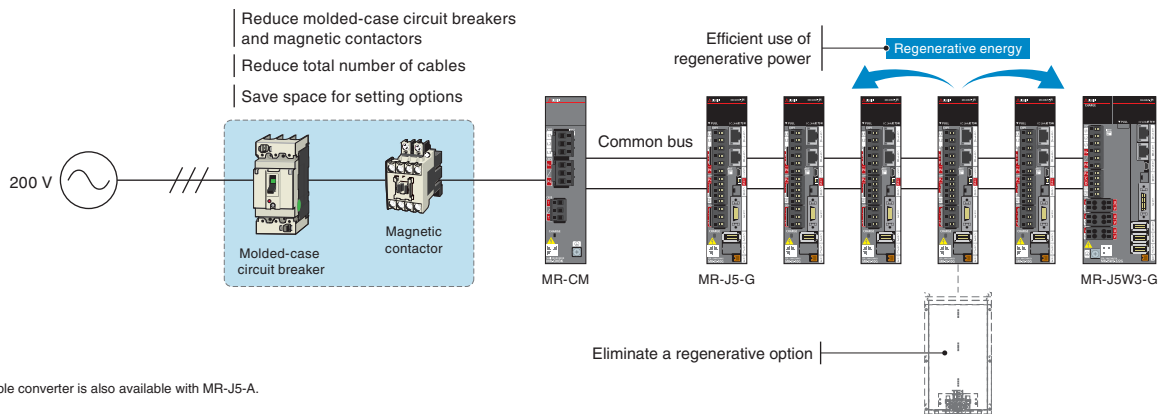 Reduce molded-case circuit breakers
and magnetic contactors
Reduce total number of cables
Save space for setting options
Efficient use of
regenerative power
Regenerative energy
Common bus
200 V
Molded-case
circuit breaker
Magnetic
contactor
MR-CM
MR-J5-G
MR-J5W3-G
Eliminate a regenerative option
converter is also available with MR-J5-A.